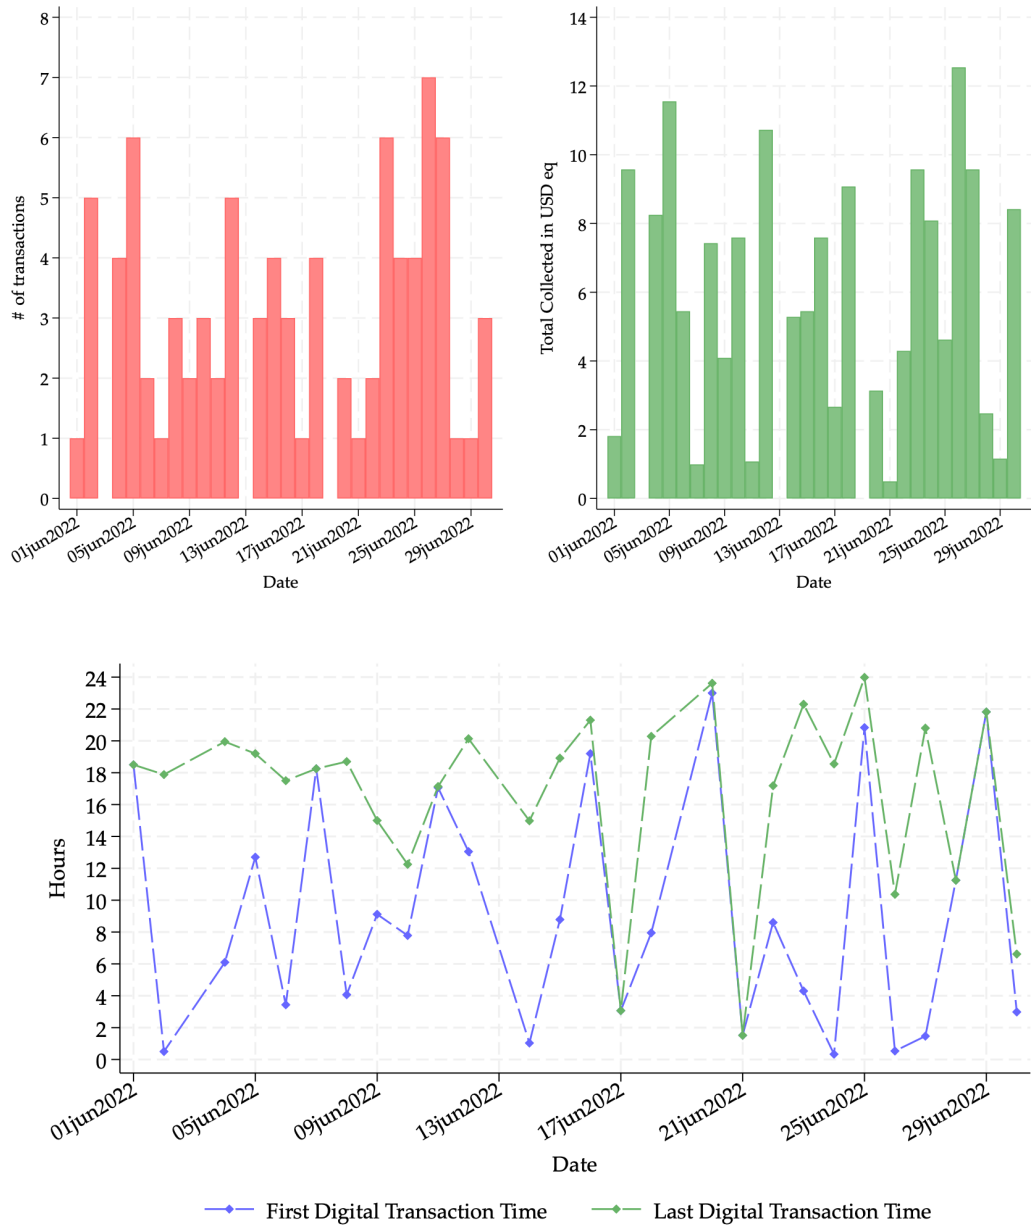 8
7
6
5
4
3
2
1
0
# of transactions
01jun2022
05jun2022
09jun2022
13jun2022
17jun2022
21jun2022
25jun2022
29jun2022
Date
14
12
10
8
6
4
2
0
Total Collected in USD eq
01jun2022
05jun2022
09jun2022
13jun2022
17jun2022
21jun2022
25jun2022
29jun2022
Date
24
22
20
18
16
14
12
10
8
6
4
2
0
Hours
01jun2022
05jun2022
09jun2022
13jun2022
17jun2022
21jun2022
25jun2022
29jun2022
Date
First Digital Transaction Time
Last Digital Transaction Time